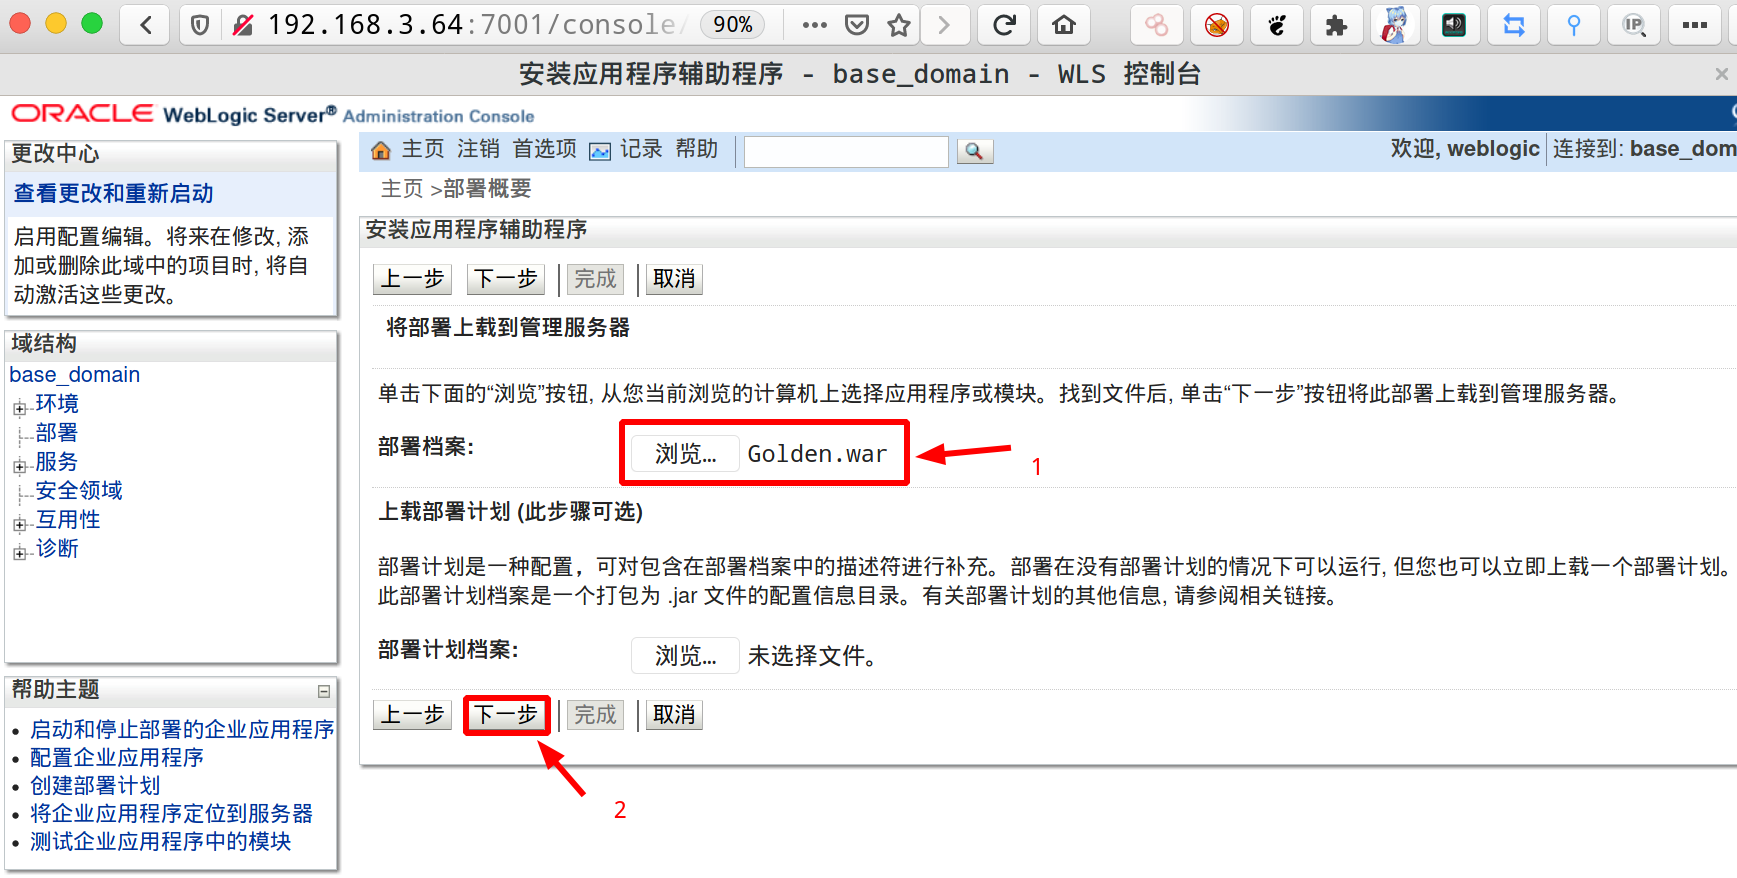 192.168.3.64:7001/console/ 90%
IP
安装应用程序辅助程序 - base_domain - WLS 控制台
ORACLE WebLogic Server® Administration Console
更改中心
查看更改和重新启动
启用配置编辑。将来在修改, 添
加或删除此域中的项目时, 将自
动激活这些更改。
域结构
base_domain
环境
部署
服务
安全领域
互用性
诊断
帮助主题
启动和停止部署的企业应用程序
配置企业应用程序
创建部署计划
将企业应用程序定位到服务器
测试企业应用程序中的模块
主页 注销 首选项 记录 帮助
欢迎, weblogic 连接到: base_dom
主页 >部署概要
安装应用程序辅助程序
上一步 下一步 完成 取消
将部署上载到管理服务器
单击下面的“浏览”按钮, 从您当前浏览的计算机上选择应用程序或模块。找到文件后, 单击“下一步”按钮将此部署上载到管理服务器。
部署档案: 浏览... Golden.war
1
上载部署计划 (此步骤可选)
部署计划是一种配置，可对包含在部署档案中的描述符进行补充。部署在没有部署计划的情况下可以运行, 但您也可以立即上载一个部署计划。
此部署计划档案是一个打包为 .jar 文件的配置信息目录。有关部署计划的其他信息, 请参阅相关链接。
部署计划档案: 浏览... 未选择文件。
上一步 下一步 完成 取消
2